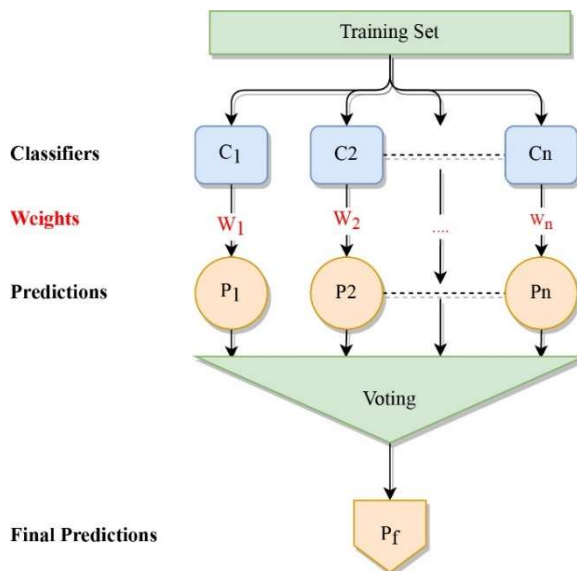 Training Set
Classifiers C1 C2 Cn
Weights W1 W2 .... wn
Predictions P1 P2 Pn
Voting
Final Predictions Pf